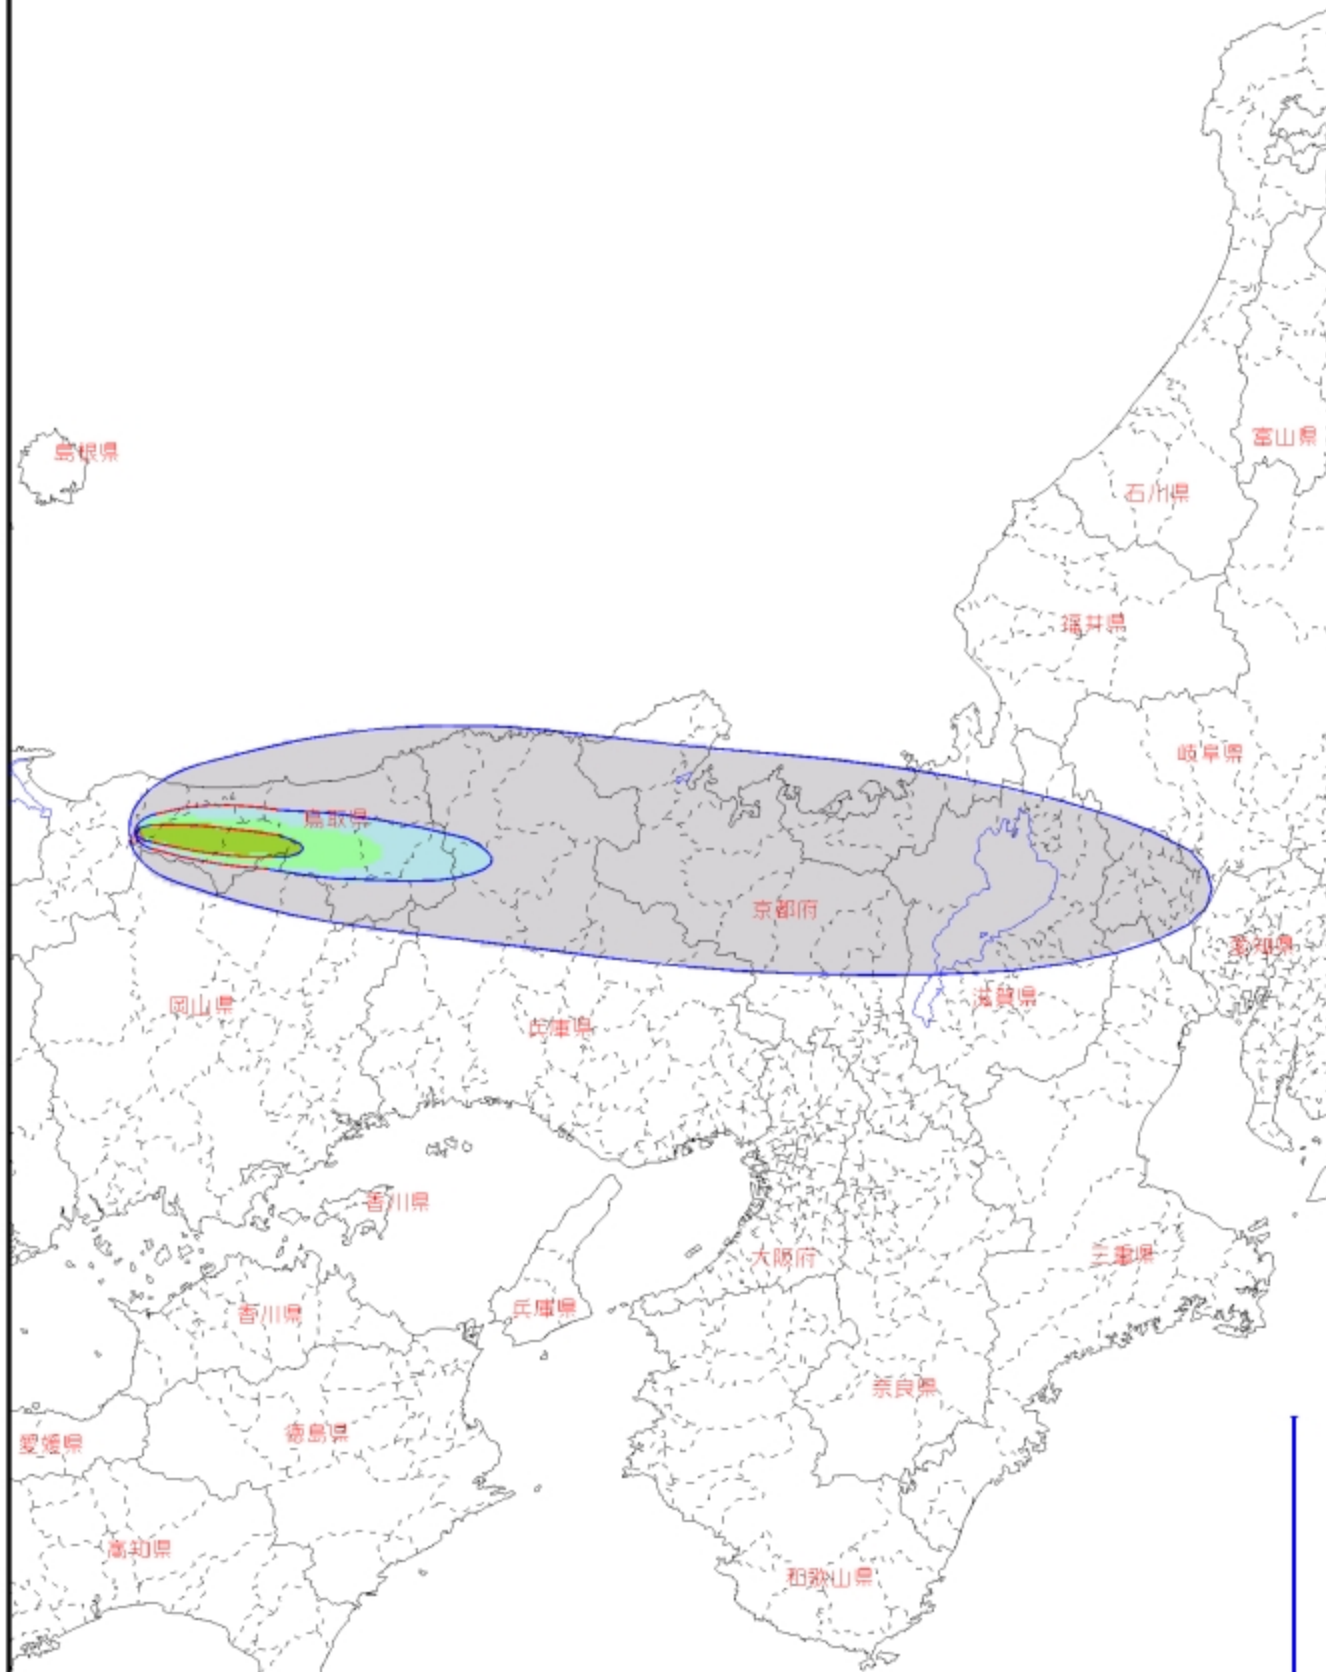 富山県
島根県
石川県
福井県
岐阜県
鳥取県
京都府
愛知県
滋賀県
岡山県
兵庫県
香川県
三重県
大阪府
兵庫県
香川県
奈良県
徳島県
愛媛県
高知県
和歌山県